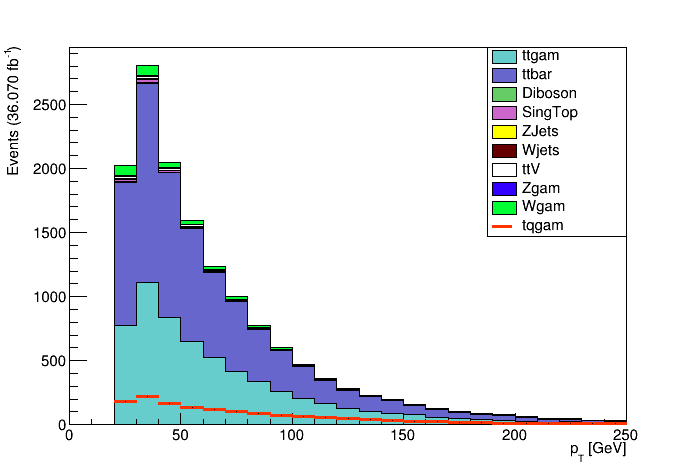 Events (36.070 fb⁻¹)
2500
2000
1500
1000
500
0
0 50 100 150 200 250
p_T [GeV]
ttgam
ttbar
Diboson
SingTop
ZJets
Wjets
ttV
Zgam
Wgam
tqgam